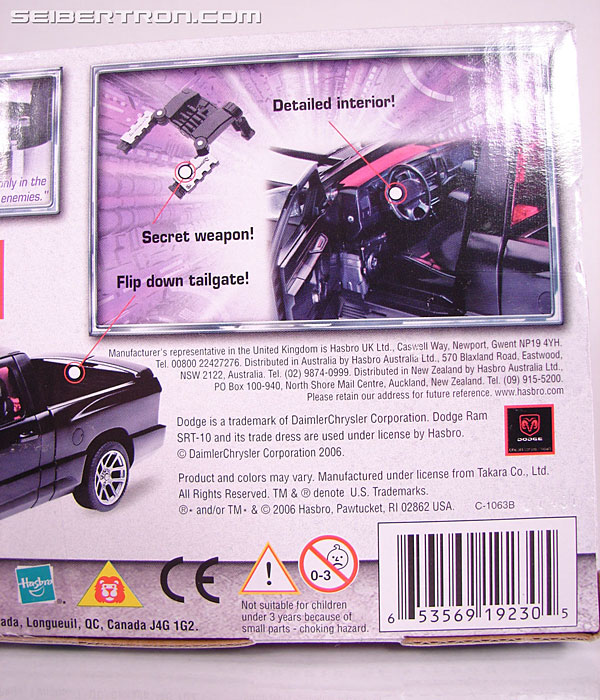 SEIBERTRON.COM
Detailed interior!
only in the
enemies."
Secret weapon!
Flip down tailgate!
Manufacturer's representative in the United Kingdom is Hasbro UK Ltd., Caswell Way, Newport, Gwent NP19 4YH.
Tel. 00800 22427276. Distributed in Australia by Hasbro Australia Ltd., 570 Blaxland Road, Eastwood,
NSW 2122, Australia. Tel. (02) 9874-0999. Distributed in New Zealand by Hasbro Australia Ltd.,
PO Box 100-940, North Shore Mail Centre, Auckland, New Zealand. Tel. (09) 915-5200.
Please retain our address for future reference. www.hasbro.com
Dodge is a trademark of DaimlerChrysler Corporation. Dodge Ram
SRT-10 and its trade dress are used under license by Hasbro.
© DaimlerChrysler Corporation 2006.
DODGE
Product and colors may vary. Manufactured under license from Takara Co., Ltd.
All Rights Reserved. TM & ® denote U.S. Trademarks.
®* and/or TM* & © 2006 Hasbro, Pawtucket, RI 02862 USA. C-1063B
Hasbro
CE
!
0-3
Not suitable for children
under 3 years because of
small parts - choking hazard.
6 53569 19230 5
ada, Longueuil, QC, Canada J4G 1G2.